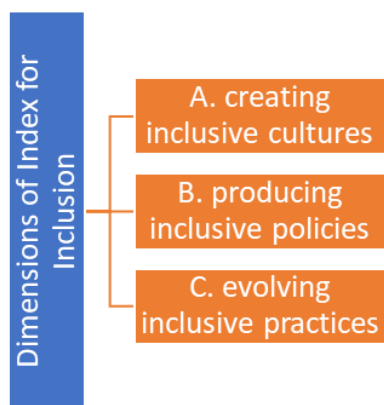 Dimensions of Index for
Inclusion
A. creating
inclusive cultures
B. producing
inclusive policies
C. evolving
inclusive practices